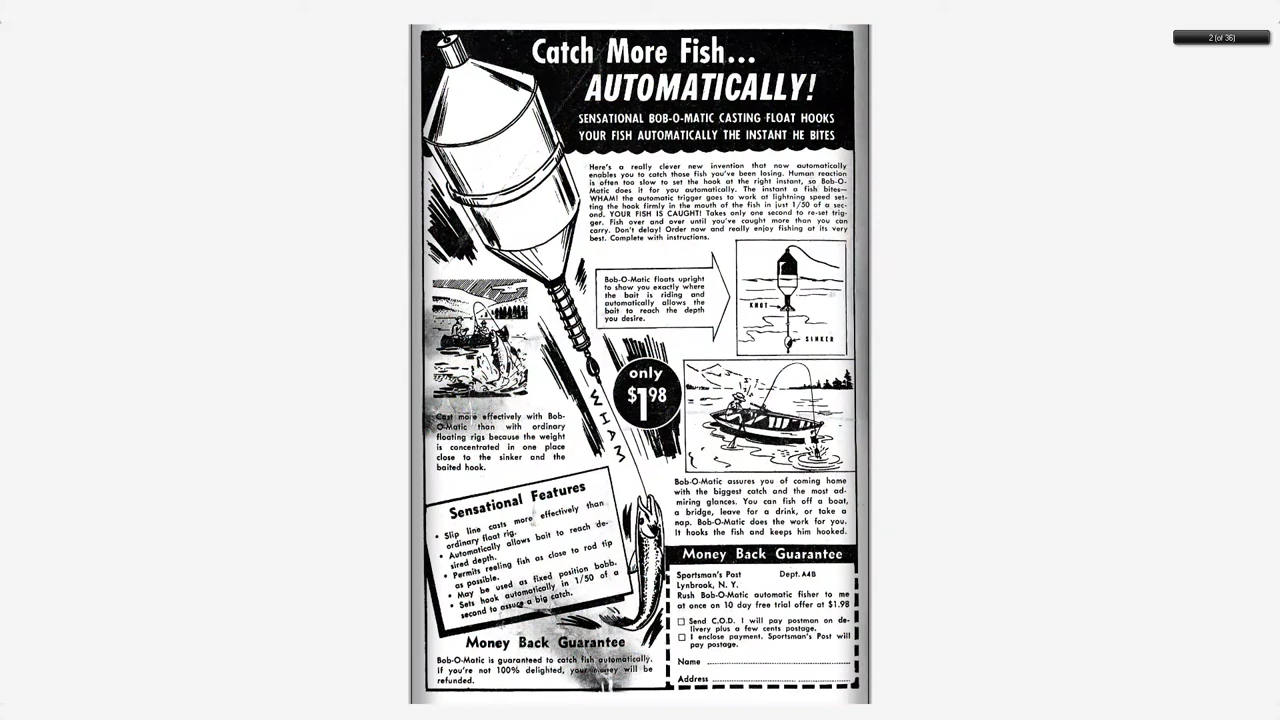 2 (of 36)
Catch More Fish...
AUTOMATICALLY!
SENSATIONAL BOB-O-MATIC CASTING FLOAT HOOKS
YOUR FISH AUTOMATICALLY THE INSTANT HE BITES
Here's a really clever new invention that now automatically
enables you to catch those fish you've been losing. Human reaction
is often too slow to set the hook at the right instant, so Bob-O-
Matic does it for you automatically. The instant a fish bites—
WHAM! the automatic trigger goes to work at lightning speed set-
ting the hook firmly in the mouth of the fish in just 1/50 of a sec-
ond. YOUR FISH IS CAUGHT! Takes only one second to re-set trig-
ger. Fish over and over until you've caught more than you can
carry. Don't delay! Order now and really enjoy fishing at its very
best. Complete with instructions.
Bob-O-Matic floats upright
to show you exactly where
the bait is riding and
automatically allows the
bait to reach the depth
you desire.
KNOT
SINKER
only
$1.98
WHAM
Cast more effectively with Bob-
O-Matic than with ordinary
floating rigs because the weight
is concentrated in one place
close to the sinker and the
baited hook.
Sensational Features
• Slip line casts more effectively than
ordinary float rig.
• Automatically allows bait to reach de-
sired depth.
• Permits reeling fish as close to rod tip
as possible.
• May be used as fixed position bobb.
• Sets hook automatically in 1/50 of a
second to assure a big catch.
Money Back Guarantee
Bob-O-Matic is guaranteed to catch fish automatically.
If you're not 100% delighted, your money will be
refunded.
Bob-O-Matic assures you of coming home
with the biggest catch and the most ad-
miring glances. You can fish off a boat,
a bridge, leave for a drink, or take a
nap. Bob-O-Matic does the work for you.
It hooks the fish and keeps him hooked.
Money Back Guarantee
Sportsman's Post Dept. A4B
Lynbrook, N. Y.
Rush Bob-O-Matic automatic fisher to me
at once on 10 day free trial offer at $1.98
☐ Send C.O.D. I will pay postman on de-
livery plus a few cents postage.
☐ I enclose payment. Sportsman's Post will
pay postage.
Name
Address